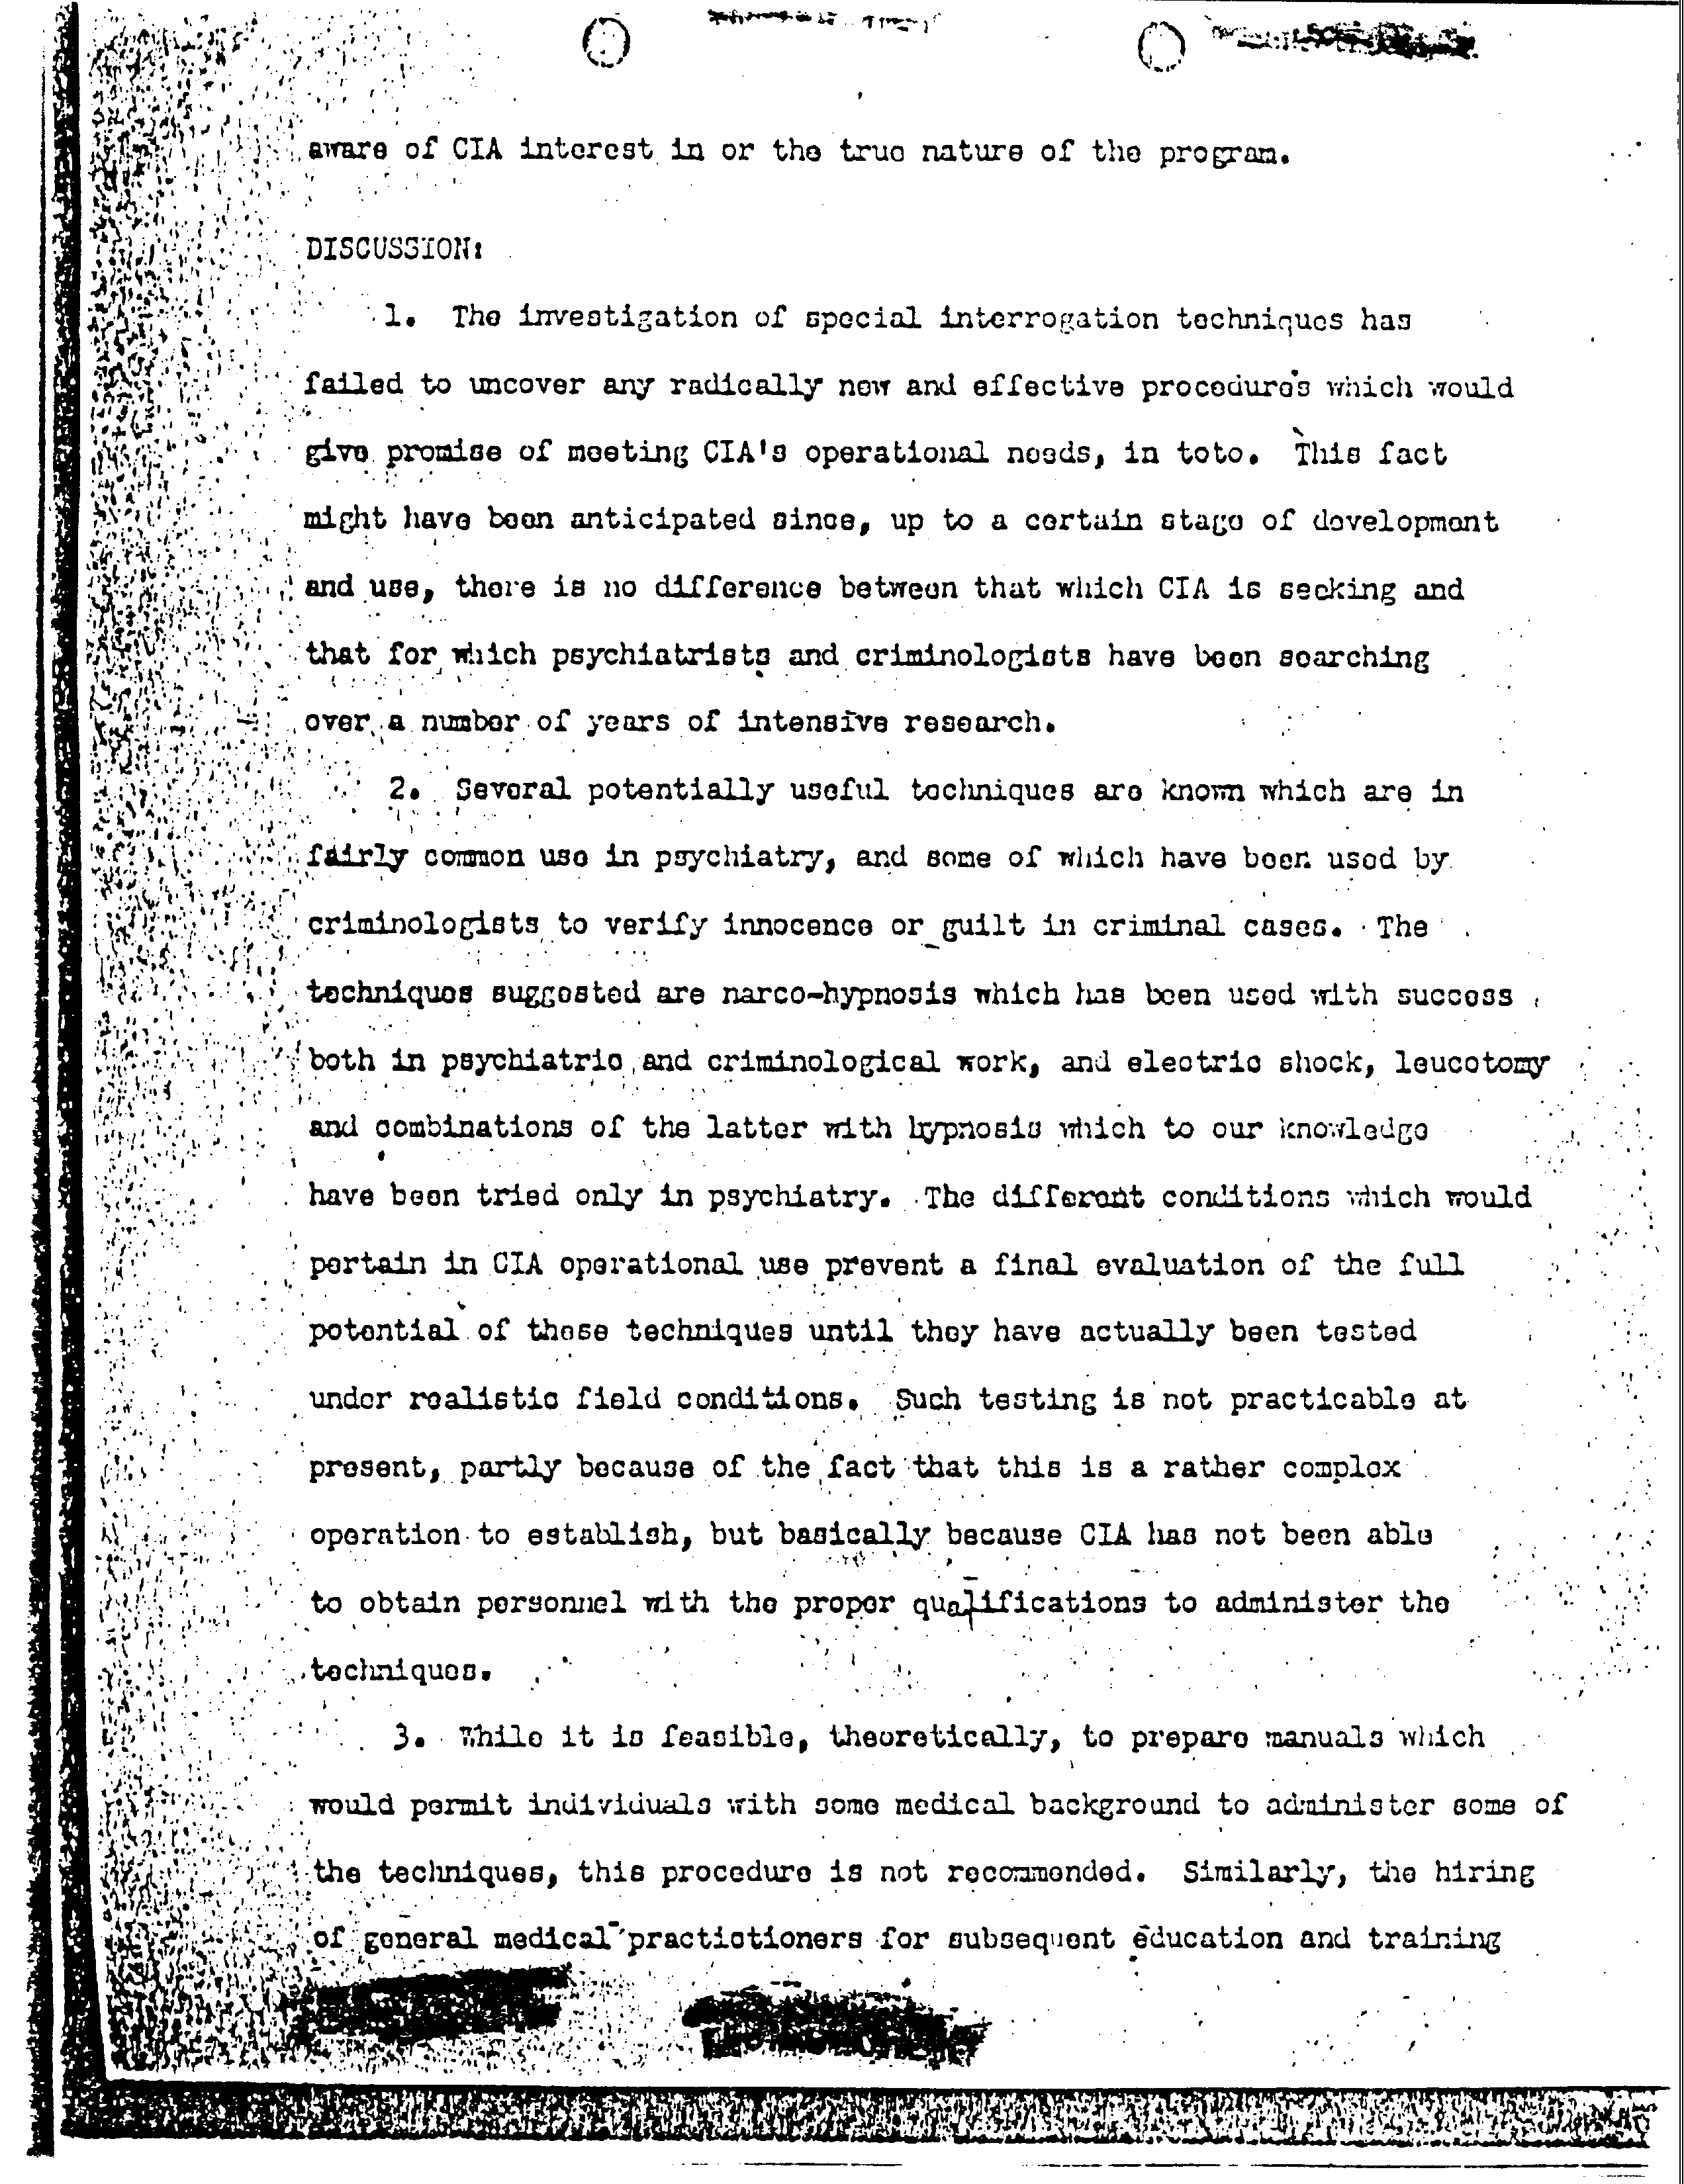 aware of CIA interest in or the true nature of the program.
DISCUSSION:
1. The investigation of special interrogation techniques has
failed to uncover any radically new and effective procedures which would
give promise of meeting CIA's operational needs, in toto. This fact
might have been anticipated since, up to a certain stage of development
and use, there is no difference between that which CIA is seeking and
that for which psychiatrists and criminologists have been searching
over a number of years of intensive research.
2. Several potentially useful techniques are known which are in
fairly common use in psychiatry, and some of which have been used by
criminologists to verify innocence or guilt in criminal cases. The
techniques suggested are narco-hypnosis which has been used with success
both in psychiatric and criminological work, and electric shock, leucotomy
and combinations of the latter with hypnosis which to our knowledge
have been tried only in psychiatry. The different conditions which would
pertain in CIA operational use prevent a final evaluation of the full
potential of these techniques until they have actually been tested
under realistic field conditions. Such testing is not practicable at
present, partly because of the fact that this is a rather complex
operation to establish, but basically because CIA has not been able
to obtain personnel with the proper qualifications to administer the
techniques.
3. While it is feasible, theoretically, to prepare manuals which
would permit individuals with some medical background to administer some of
the techniques, this procedure is not recommended. Similarly, the hiring
of general medical practictioners for subsequent education and training